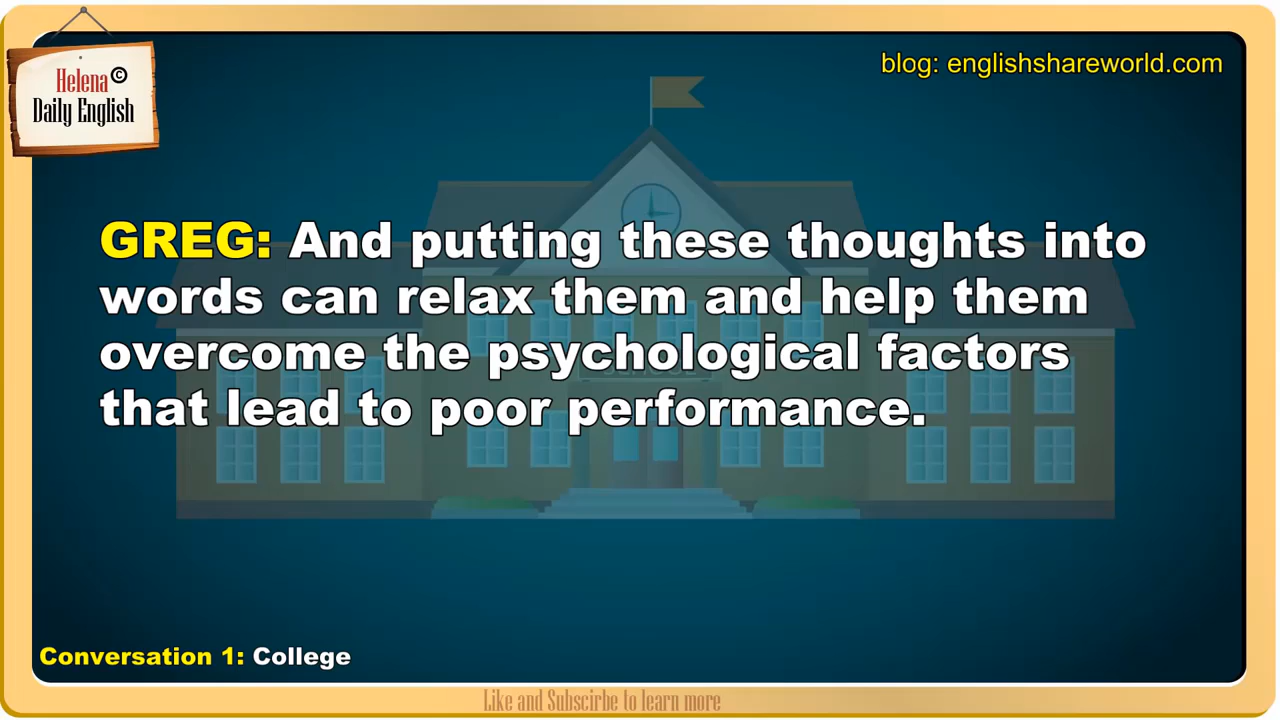 Helena ©
Daily English
blog: englishshareworld.com
GREG: And putting these thoughts into
words can relax them and help them
overcome the psychological factors
that lead to poor performance.
Conversation 1: College
Like and Subscirbe to learn more